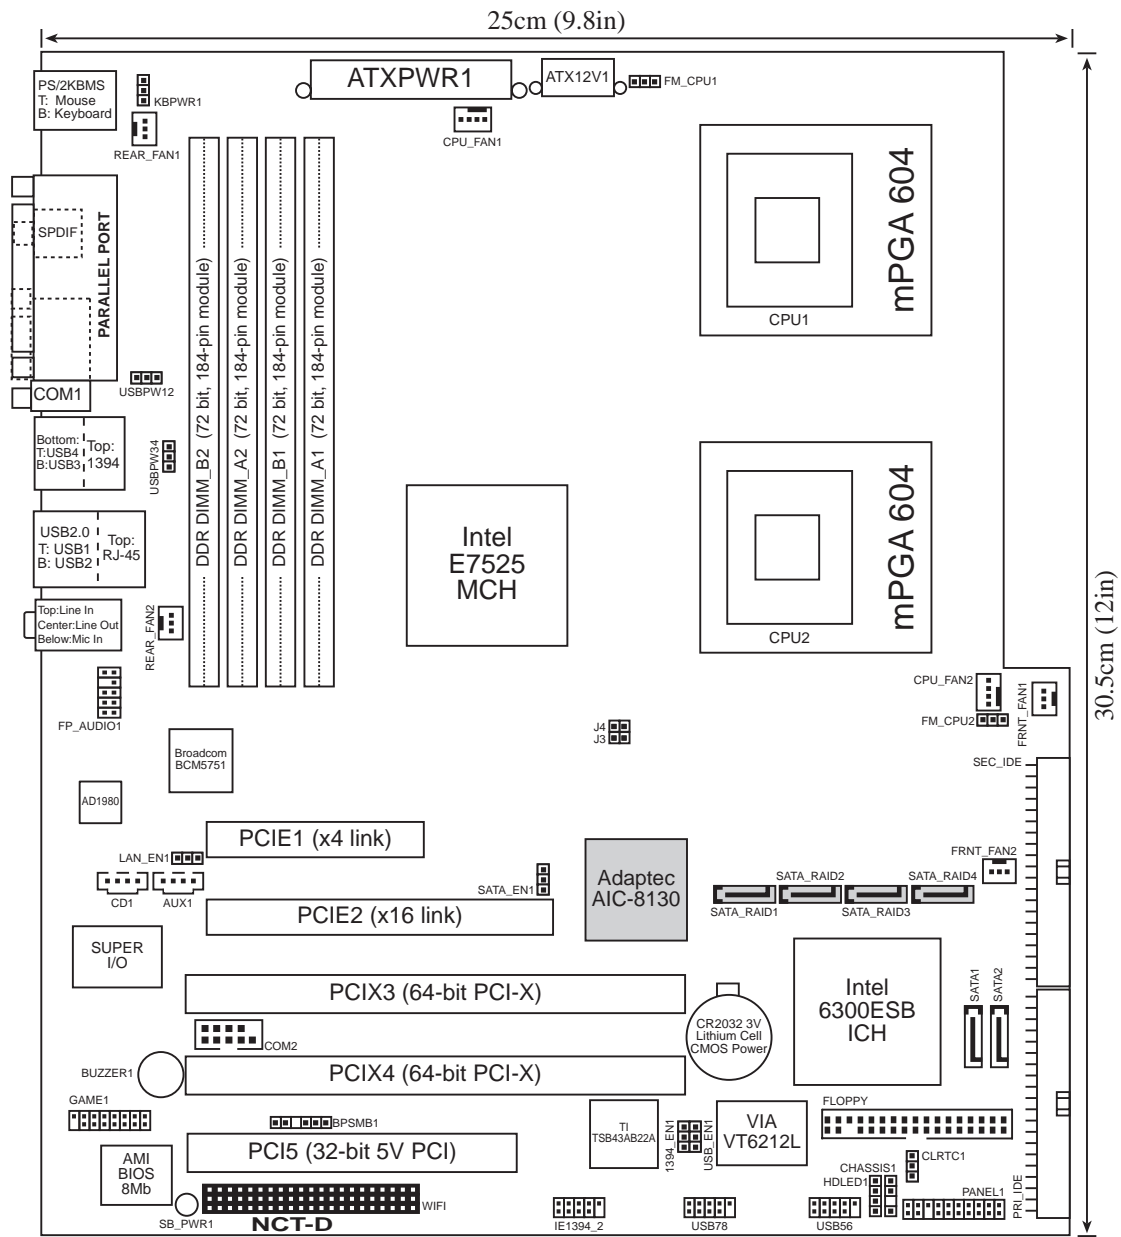 25cm (9.8in)
PS/2KBMS
T: Mouse
B: Keyboard
KBPWR1
REAR_FAN1
ATXPWR1
ATX12V1
FM_CPU1
CPU_FAN1
SPDIF
PARALLEL PORT
COM1
USBPW12
USBPW34
Bottom:
T:USB4
B:USB3
Top:
1394
USB2.0
T: USB1
B: USB2
Top:
RJ-45
Top:Line In
Center:Line Out
Below:Mic In
REAR_FAN2
FP_AUDIO1
DDR DIMM_B2 (72 bit, 184-pin module)
DDR DIMM_A2 (72 bit, 184-pin module)
DDR DIMM_B1 (72 bit, 184-pin module)
DDR DIMM_A1 (72 bit, 184-pin module)
mPGA 604
CPU1
mPGA 604
CPU2
Intel
E7525
MCH
30.5cm (12in)
CPU_FAN2
FM_CPU2
FRNT_FAN1
SEC_IDE
J4
J3
Broadcom
BCM5751
AD1980
PCIE1 (x4 link)
LAN_EN1
CD1
AUX1
SATA_EN1
PCIE2 (x16 link)
Adaptec
AIC-8130
FRNT_FAN2
SATA_RAID2
SATA_RAID4
SATA_RAID1
SATA_RAID3
SUPER
I/O
PCIX3 (64-bit PCI-X)
COM2
CR2032 3V
Lithium Cell
CMOS Power
Intel
6300ESB
ICH
SATA1
SATA2
BUZZER1
PCIX4 (64-bit PCI-X)
GAME1
BPSMB1
PCI5 (32-bit 5V PCI)
TI
TSB43AB22A
1394_EN1
USB_EN1
VIA
VT6212L
FLOPPY
CLRTC1
CHASSIS1
HDLED1
PANEL1
PRI_IDE
AMI
BIOS
8Mb
SB_PWR1
WIFI
NCT-D
IE1394_2
USB78
USB56